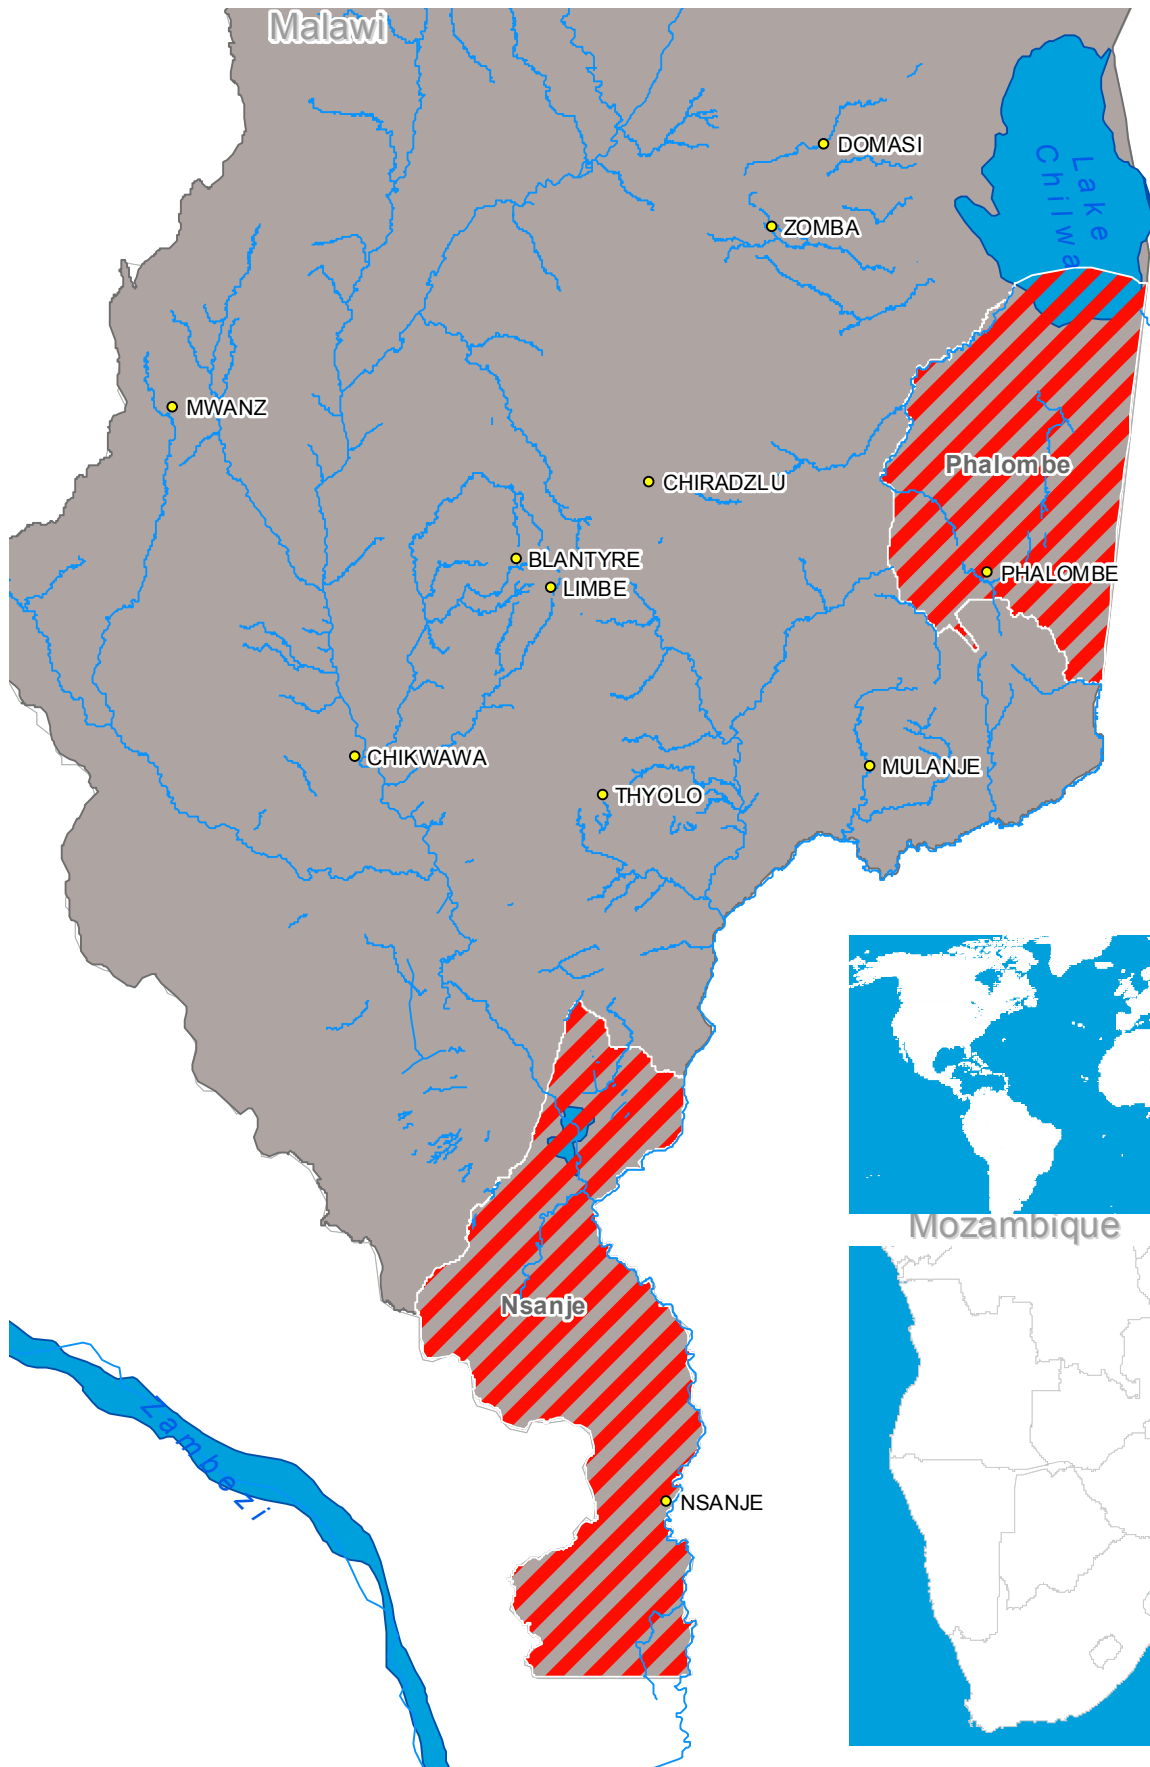 Malawi
DOMASI
Lake
Chilwa
ZOMBA
MWANZ
Phalombe
CHIRADZLU
BLANTYRE
PHALOMBE
LIMBE
CHIKWAWA
MULANJE
THYOLO
Mozambique
Nsanje
Zambezi
NSANJE